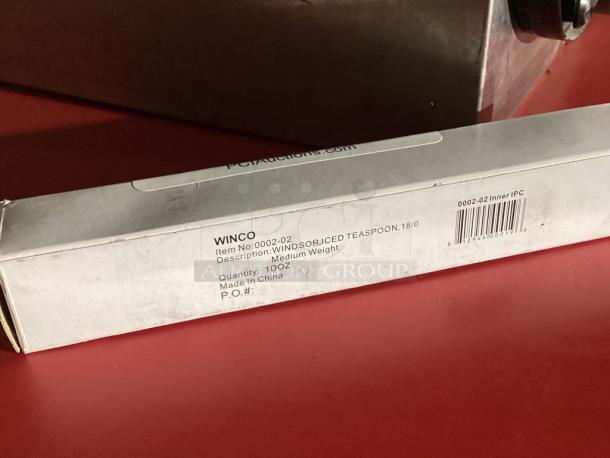 PCIAuctions.com
WINCO
Item No:0002-02
Description:WINDSOR ICED TEASPOON,18/0
Medium Weight
Quantity: 1DOZ
Made in China
P.O.#:
0002-02 Inner IPC
PCI
AUCTION GROUP